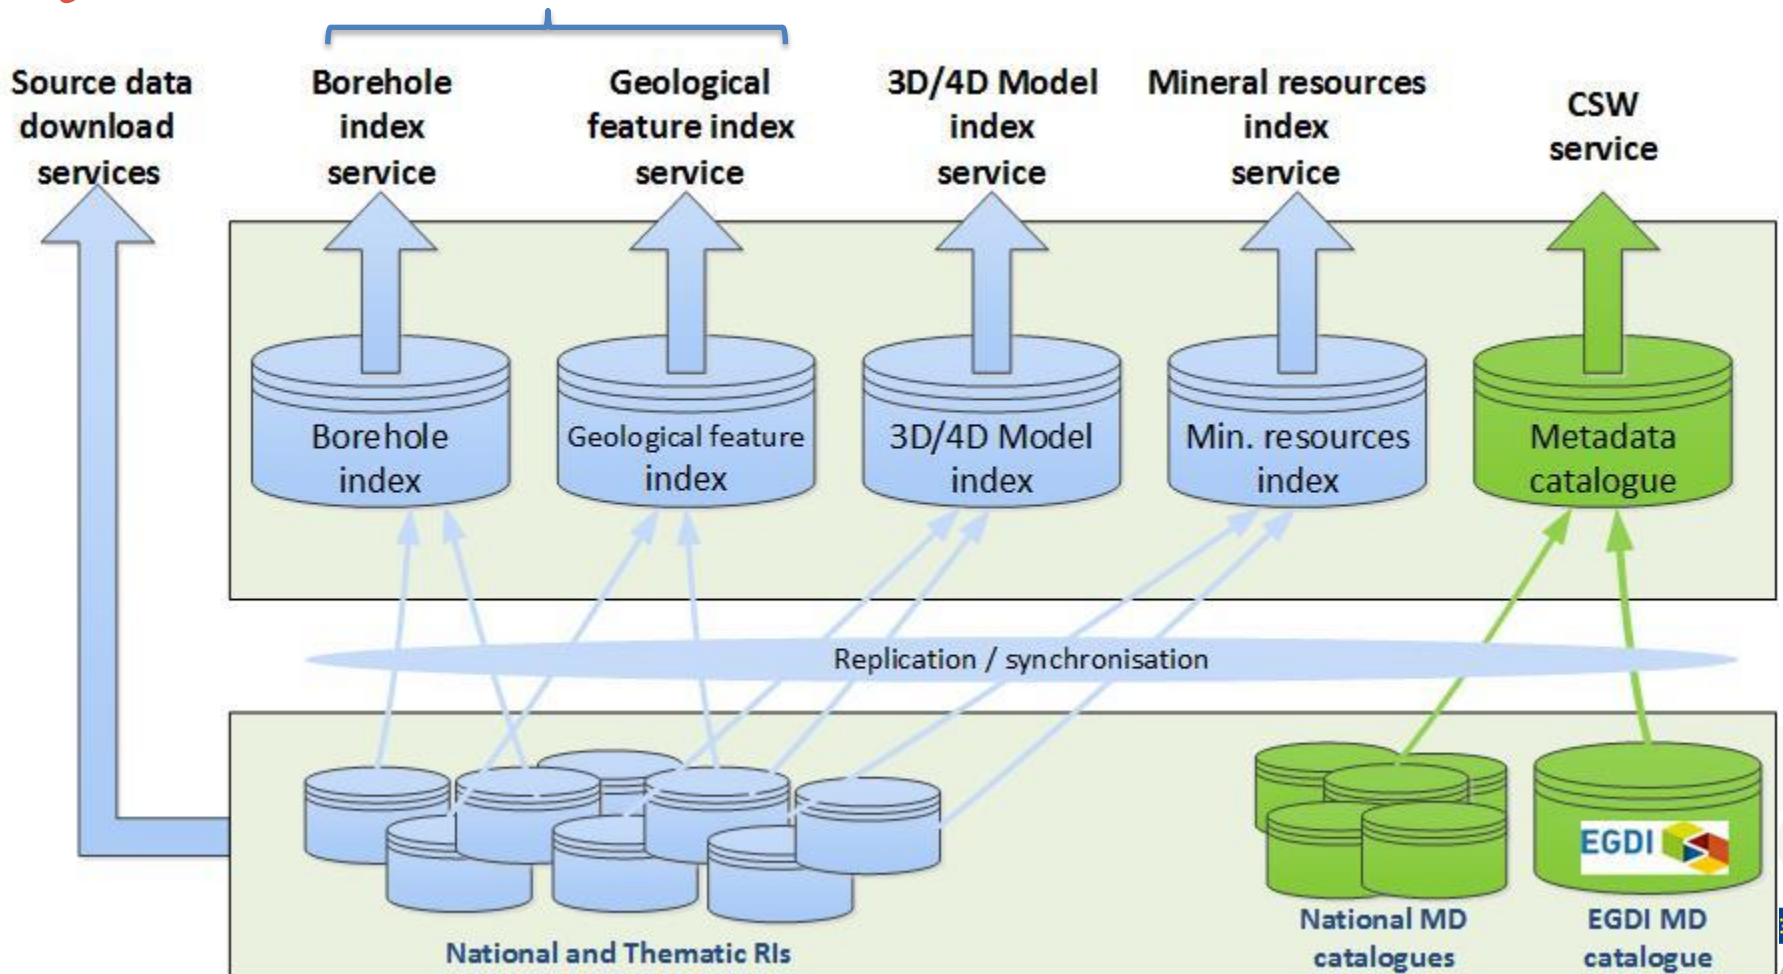 Source data
download
services
Borehole
index
service
Geological
feature index
service
3D/4D Model
index
service
Mineral resources
index
service
CSW
service
Borehole
index
Geological feature
index
3D/4D Model
index
Min. resources
index
Metadata
catalogue
Replication / synchronisation
EGDI
National and Thematic RIs
National MD
catalogues
EGDI MD
catalogue